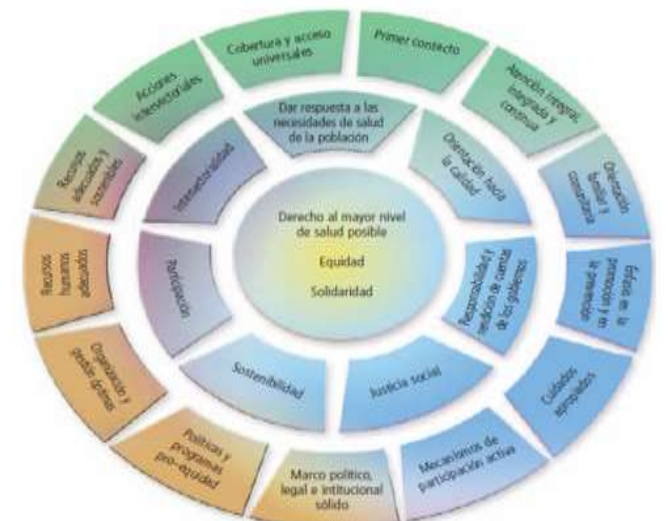 Cobertura y acceso
universales
Primer contacto
Atención integral,
integrada y
continua
Orientación
familiar y
comunitaria
Énfasis en la
promoción y en
la prevención
Cuidados
apropiados
Mecanismos de
participación activa
Marco político,
legal e intitucional
sólido
Políticas y
programas
pro-equidad
Organización y
gestión óptimas
Recursos
humanos
adecuados
Recursos
adecuados y
sostenibles
Acciones
intersectoriales
Dar respuesta a las
necesidades de salud
de la población
Orientación hacia
la calidad
Responsabilidad y
rendición de cuentas
de los gobiernos
Justicia social
Sostenibilidad
Participación
Intersectorialidad
Derecho al mayor nivel
de salud posible
Equidad
Solidaridad